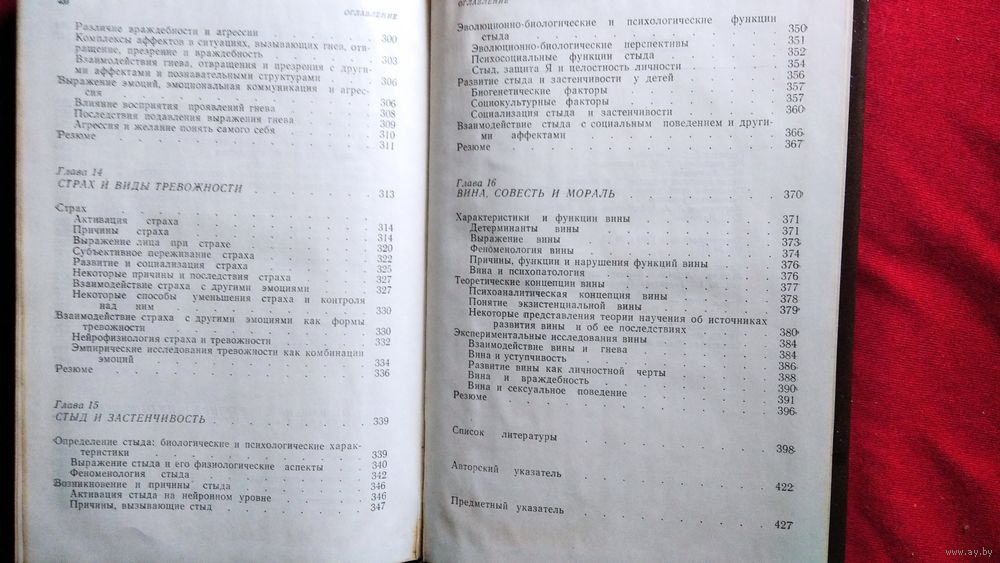 ОГЛАВЛЕНИЕ
Различие враждебности и агрессии . . . . . 300
Комплексы аффектов в ситуациях, вызывающих гнев, отвращение, презрение и враждебность . . . . . 303
Взаимодействия гнева, отвращения и презрения с другими аффектами и познавательными структурами . . . . . 306
Выражение эмоций, эмоциональная коммуникация и агрессия . . . . . 306
Влияние восприятия проявлений гнева . . . . . 308
Последствия подавления выражения гнева . . . . . 309
Агрессия и желание понять самого себя . . . . . 310
Резюме . . . . . 311
Глава 14
СТРАХ И ВИДЫ ТРЕВОЖНОСТИ . . . . . 313
Страх . . . . . 314
Активация страха . . . . . 314
Причины страха . . . . . 320
Выражение лица при страхе . . . . . 322
Субъективное переживание страха . . . . . 325
Развитие и социализация страха . . . . . 327
Некоторые причины и последствия страха . . . . . 327
Взаимодействие страха с другими эмоциями
Некоторые способы уменьшения страха и контроля
над ним . . . . . 330
Взаимодействие страха с другими эмоциями как формы
тревожности . . . . . 330
Нейрофизиология страха и тревожности . . . . . 332
Эмпирические исследования тревожности как комбинации
эмоций . . . . . 334
Резюме . . . . . 336
Глава 15
СТЫД И ЗАСТЕНЧИВОСТЬ . . . . . 339
Определение стыда: биологические и психологические харак-
теристики . . . . . 339
Выражение стыда и его физиологические аспекты . . . . . 340
Феноменология стыда . . . . . 342
Возникновение и причины стыда . . . . . 346
Активация стыда на нейронном уровне . . . . . 346
Причины, вызывающие стыд . . . . . 347
ОГЛАВЛЕНИЕ
Эволюционно-биологические и психологические функции
стыда . . . . . 350
Эволюционно-биологические перспективы . . . . . 351
Психосоциальные функции стыда . . . . . 352
Стыд, защита Я и целостность личности . . . . . 354
Развитие стыда и застенчивости у детей . . . . . 356
Биогенетические факторы . . . . . 357
Социокультурные факторы . . . . . 357
Социализация стыда и застенчивости . . . . . 360
Взаимодействие стыда с социальным поведением и други-
ми аффектами . . . . . 366
Резюме . . . . . 367
Глава 16
ВИНА, СОВЕСТЬ И МОРАЛЬ . . . . . 370
Характеристики и функции вины . . . . . 371
Детерминанты вины . . . . . 371
Выражение вины . . . . . 373
Феноменология вины . . . . . 374
Причины, функции и нарушения функций вины . . . . . 376
Вина и психопатология . . . . . 376
Теоретические концепции вины . . . . . 377
Психоаналитическая концепция вины . . . . . 378
Понятие экзистенциальной вины . . . . . 379
Некоторые представления теории научения об источниках
развития вины и об ее последствиях . . . . . 380
Экспериментальные исследования вины . . . . . 384
Взаимодействие вины и гнева . . . . . 384
Вина и уступчивость . . . . . 386
Развитие вины как личностной черты . . . . . 388
Вина и враждебность . . . . . 390
Вина и сексуальное поведение . . . . . 391
Резюме . . . . . 396
Список литературы . . . . . 398
Авторский указатель . . . . . 422
Предметный указатель . . . . . 427
www.ay.by